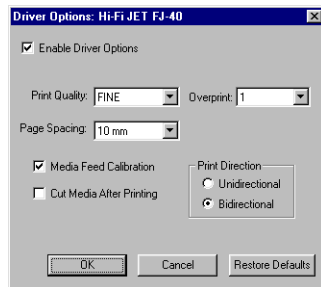 Driver Options: Hi-Fi JET FJ-40
Enable Driver Options
Print Quality: FINE Overprint: 1
Page Spacing: 10 mm
Media Feed Calibration
Cut Media After Printing
Print Direction
Unidirectional
Bidirectional
OK Cancel Restore Defaults